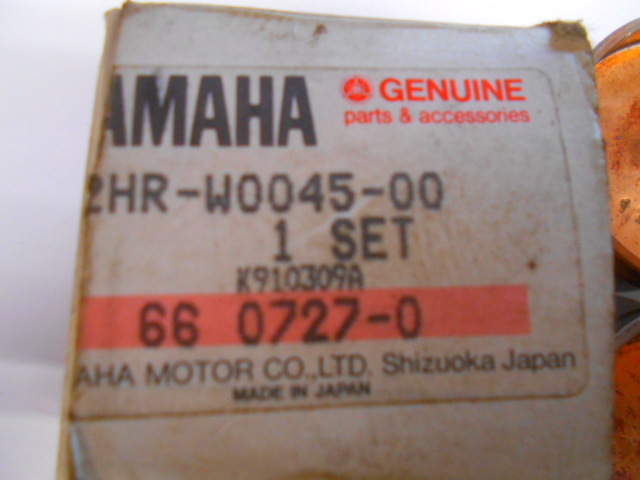 YAMAHA GENUINE
parts & accessories
2HR-W0045-00
1 SET
K910309A
66 0727-0
AHA MOTOR CO.,LTD. Shizuoka Japan
MADE IN JAPAN